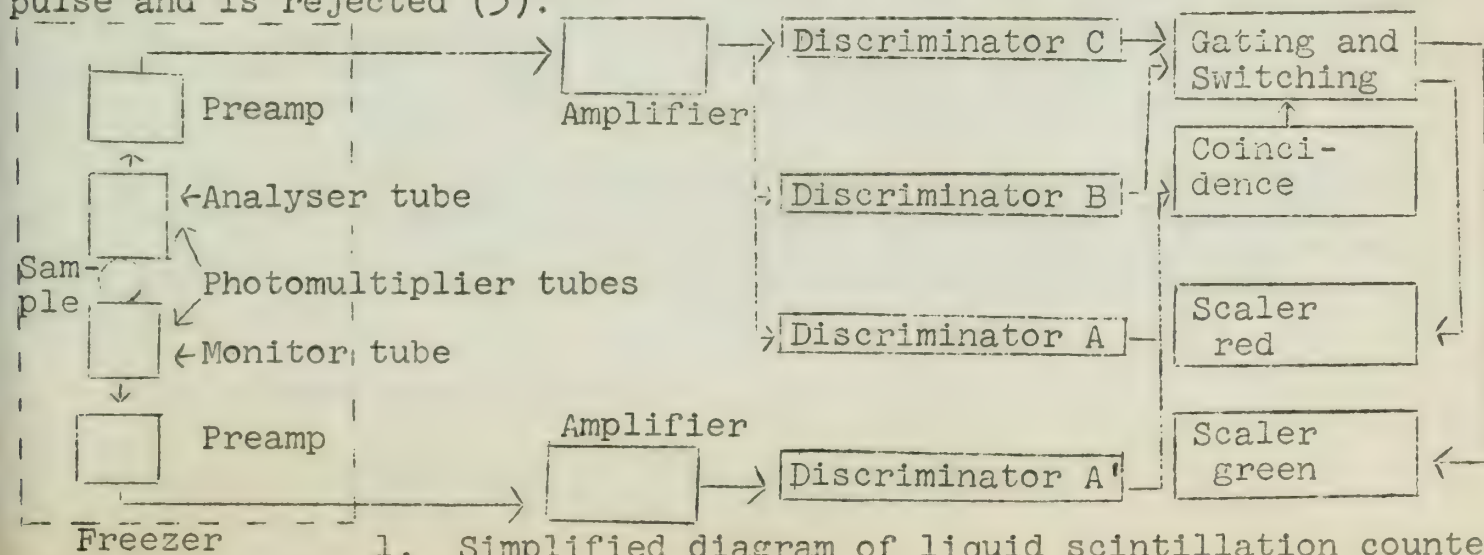 pulse and is rejected (5).
Discriminator C
Gating and
Switching
Preamp
Amplifier
Coinci-
dence
←Analyser tube
Discriminator B
Sam-
ple
Photomultiplier tubes
Scaler
red
←Monitor tube
Discriminator A
Preamp
Amplifier
Scaler
green
Discriminator A'
Freezer
1. Simplified diagram of liquid scintillation counte